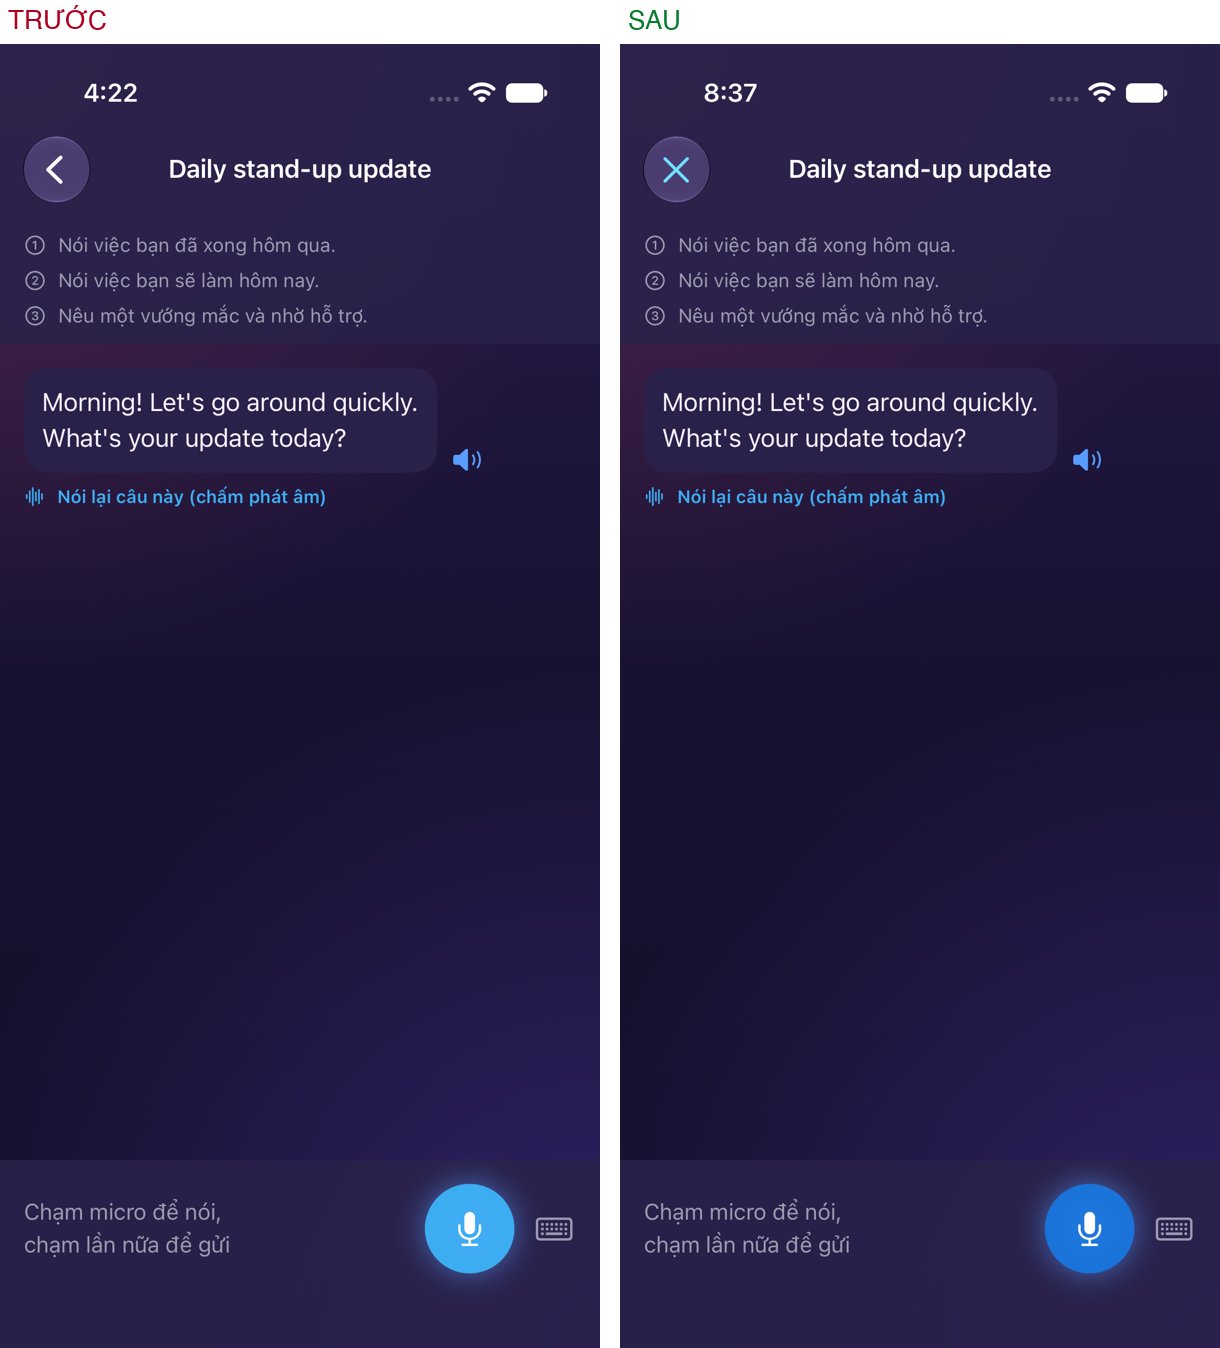 TRƯỚC
4:22
Daily stand-up update
1 Nói việc bạn đã xong hôm qua.
2 Nói việc bạn sẽ làm hôm nay.
3 Nêu một vướng mắc và nhờ hỗ trợ.
Morning! Let's go around quickly.
What's your update today?
Nói lại câu này (chấm phát âm)
Chạm micro để nói,
chạm lần nữa để gửi
SAU
8:37
Daily stand-up update
1 Nói việc bạn đã xong hôm qua.
2 Nói việc bạn sẽ làm hôm nay.
3 Nêu một vướng mắc và nhờ hỗ trợ.
Morning! Let's go around quickly.
What's your update today?
Nói lại câu này (chấm phát âm)
Chạm micro để nói,
chạm lần nữa để gửi